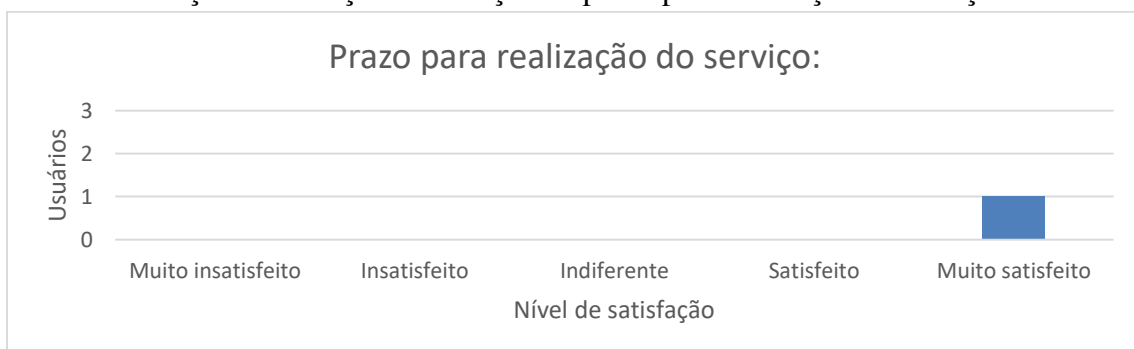 Prazo para realização do serviço:
3
2
1
0
Usuários
Muito insatisfeito Insatisfeito Indiferente Satisfeito Muito satisfeito
Nível de satisfação